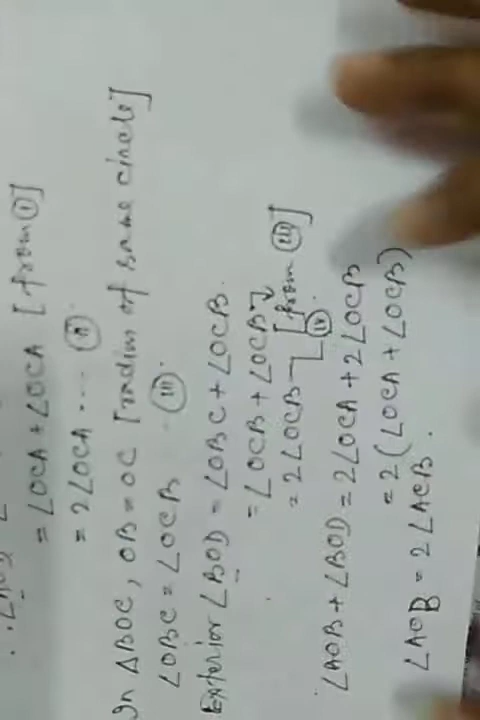 ∴ ∠AOD
= ∠OCA + ∠OCA [from ①]
= 2∠OCA ... ⓘⓘ
In ΔBOC, OB = OC [radius of same circle]
∠OBC = ∠OCB ... ⓘⓘⓘ
Exterior ∠BOD = ∠OBC + ∠OCB.
= ∠OCB + ∠OCB [from ⓘⓘⓘ]
= 2∠OCB (iv).
∠AOB + ∠BOD = 2∠OCA + 2∠OCB
= 2(∠OCA + ∠OCB)
∠AOB = 2∠ACB.